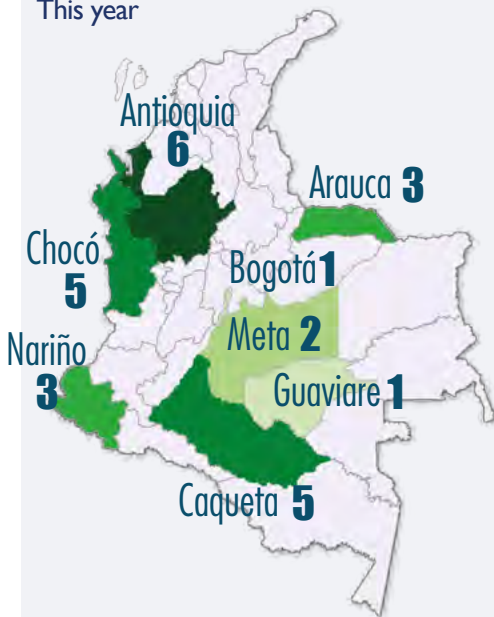 This year
Antioquia
6
Arauca 3
Chocó
5
Bogotá 1
Meta 2
Nariño
3
Guaviare 1
Caqueta 5